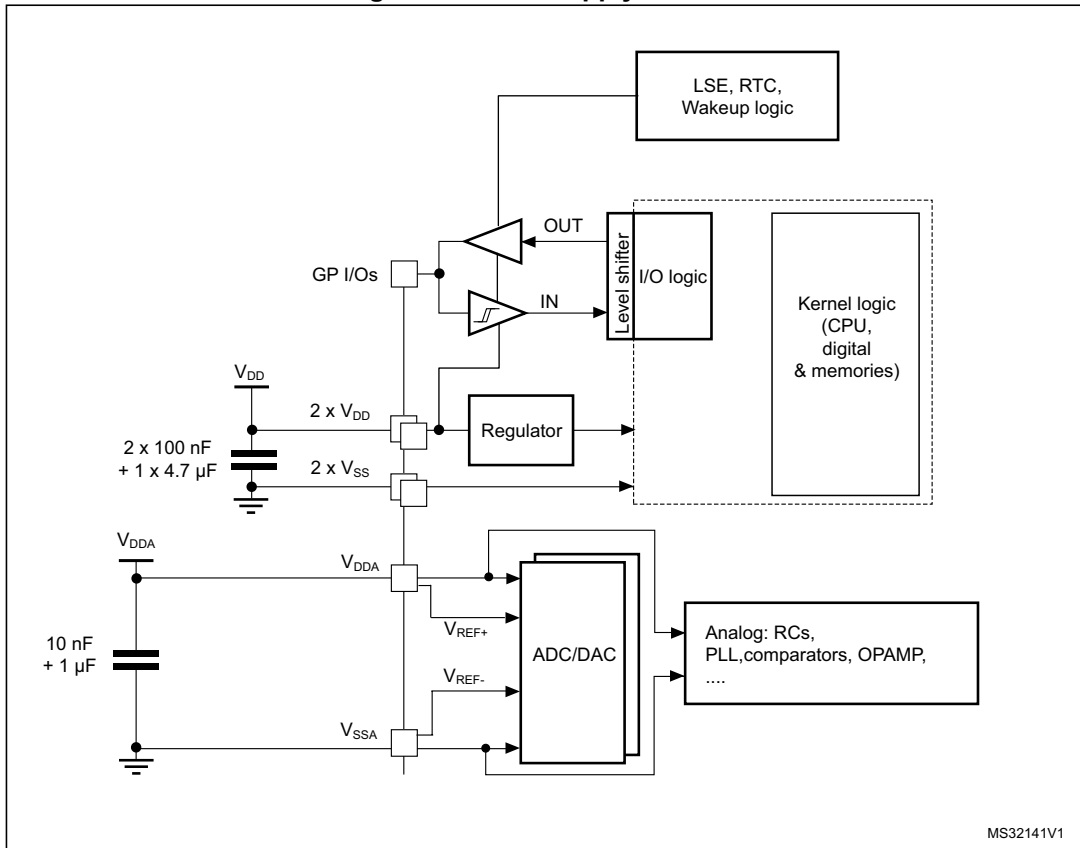 LSE, RTC,
Wakeup logic
OUT
Level shifter
I/O logic
GP I/Os
IN
Kernel logic
(CPU,
digital
& memories)
VDD
2 x VDD
Regulator
2 x 100 nF
+ 1 x 4.7 µF
2 x VSS
VDDA
VDDA
VREF+
10 nF
+ 1 µF
ADC/DAC
Analog: RCs,
PLL,comparators, OPAMP,
....
VREF-
VSSA
MS32141V1